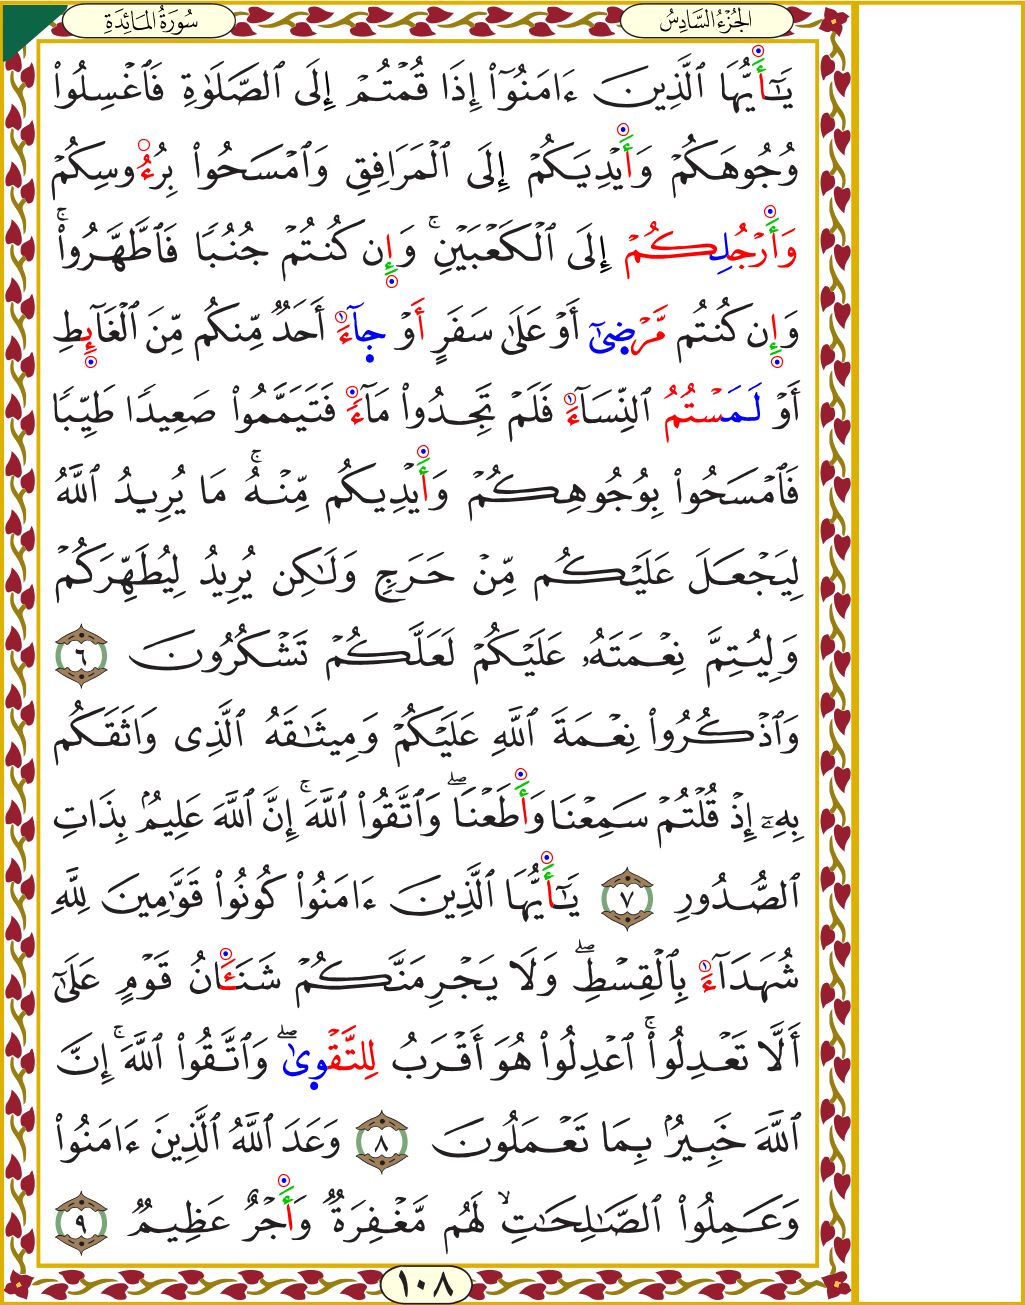 الجُزْءُ السَّادِسُ
سُورَةُ المَائِدَةِ
يَـٰٓأَيُّهَا ٱلَّذِينَ ءَامَنُوٓا۟ إِذَا قُمْتُمْ إِلَى ٱلصَّلَوٰةِ فَٱغْسِلُوا۟
وُجُوهَكُمْ وَأَيْدِيَكُمْ إِلَى ٱلْمَرَافِقِ وَٱمْسَحُوا۟ بِرُءُوسِكُمْ
وَأَرْجُلِكُمْ إِلَى ٱلْكَعْبَيْنِ ۚ وَإِن كُنتُمْ جُنُبًا فَٱطَّهَّرُوا۟ ۚ
وَإِن كُنتُم مَّرْضِىٓ أَوْ عَلَىٰ سَفَرٍ أَوْ جِآءَ أَحَدٌ مِّنكُم مِّنَ ٱلْغَآئِطِ
أَوْ لَمَسْتُمُ ٱلنِّسَآءَ فَلَمْ تَجِدُوا۟ مَآءً فَتَيَمَّمُوا۟ صَعِيدًا طَيِّبًا
فَٱمْسَحُوا۟ بِوُجُوهِكُمْ وَأَيْدِيكُم مِّنْهُ ۚ مَا يُرِيدُ ٱللَّهُ
لِيَجْعَلَ عَلَيْكُم مِّنْ حَرَجٍ وَلَـٰكِن يُرِيدُ لِيُطَهِّرَكُمْ
وَلِيُتِمَّ نِعْمَتَهُۥ عَلَيْكُمْ لَعَلَّكُمْ تَشْكُرُونَ ٦
وَٱذْكُرُوا۟ نِعْمَةَ ٱللَّهِ عَلَيْكُمْ وَمِيثَـٰقَهُ ٱلَّذِى وَاثَقَكُم
بِهِۦٓ إِذْ قُلْتُمْ سَمِعْنَا وَأَطَعْنَا ۖ وَٱتَّقُوا۟ ٱللَّهَ ۚ إِنَّ ٱللَّهَ عَلِيمٌۢ بِذَاتِ
ٱلصُّدُورِ ٧ يَـٰٓأَيُّهَا ٱلَّذِينَ ءَامَنُوا۟ كُونُوا۟ قَوَّٰمِينَ لِلَّهِ
شُهَدَآءَ بِٱلْقِسْطِ ۖ وَلَا يَجْرِمَنَّكُمْ شَنَـَٔانُ قَوْمٍ عَلَىٰٓ
أَلَّا تَعْدِلُوا۟ ۚ ٱعْدِلُوا۟ هُوَ أَقْرَبُ لِلتَّقْوِىٰ ۖ وَٱتَّقُوا۟ ٱللَّهَ ۚ إِنَّ
ٱللَّهَ خَبِيرٌۢ بِمَا تَعْمَلُونَ ٨ وَعَدَ ٱللَّهُ ٱلَّذِينَ ءَامَنُوا۟
وَعَمِلُوا۟ ٱلصَّـٰلِحَـٰتِ ۙ لَهُم مَّغْفِرَةٌ وَأَجْرٌ عَظِيمٌ ٩
١٠٨